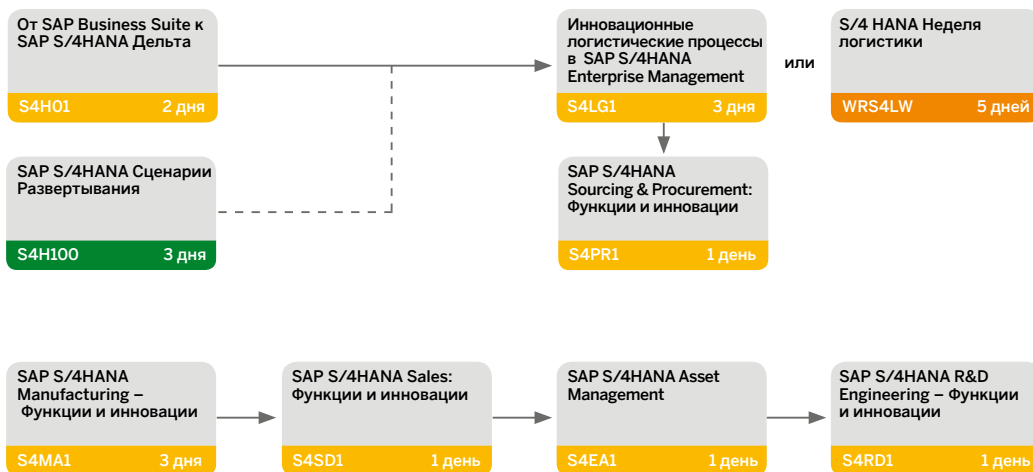 От SAP Business Suite к
SAP S/4HANA Дельта
S4H01 2 дня
Инновационные
логистические процессы
в SAP S/4HANA
Enterprise Management
S4LG1 3 дня
или
S/4 HANA Неделя
логистики
WRS4LW 5 дней
SAP S/4HANA Сценарии
Развертывания
S4H100 3 дня
SAP S/4HANA
Sourcing & Procurement:
Функции и инновации
S4PR1 1 день
SAP S/4HANA
Manufacturing –
Функции и инновации
S4MA1 3 дня
SAP S/4HANA Sales:
Функции и инновации
S4SD1 1 день
SAP S/4HANA Asset
Management
S4EA1 1 день
SAP S/4HANA R&D
Engineering – Функции
и инновации
S4RD1 1 день